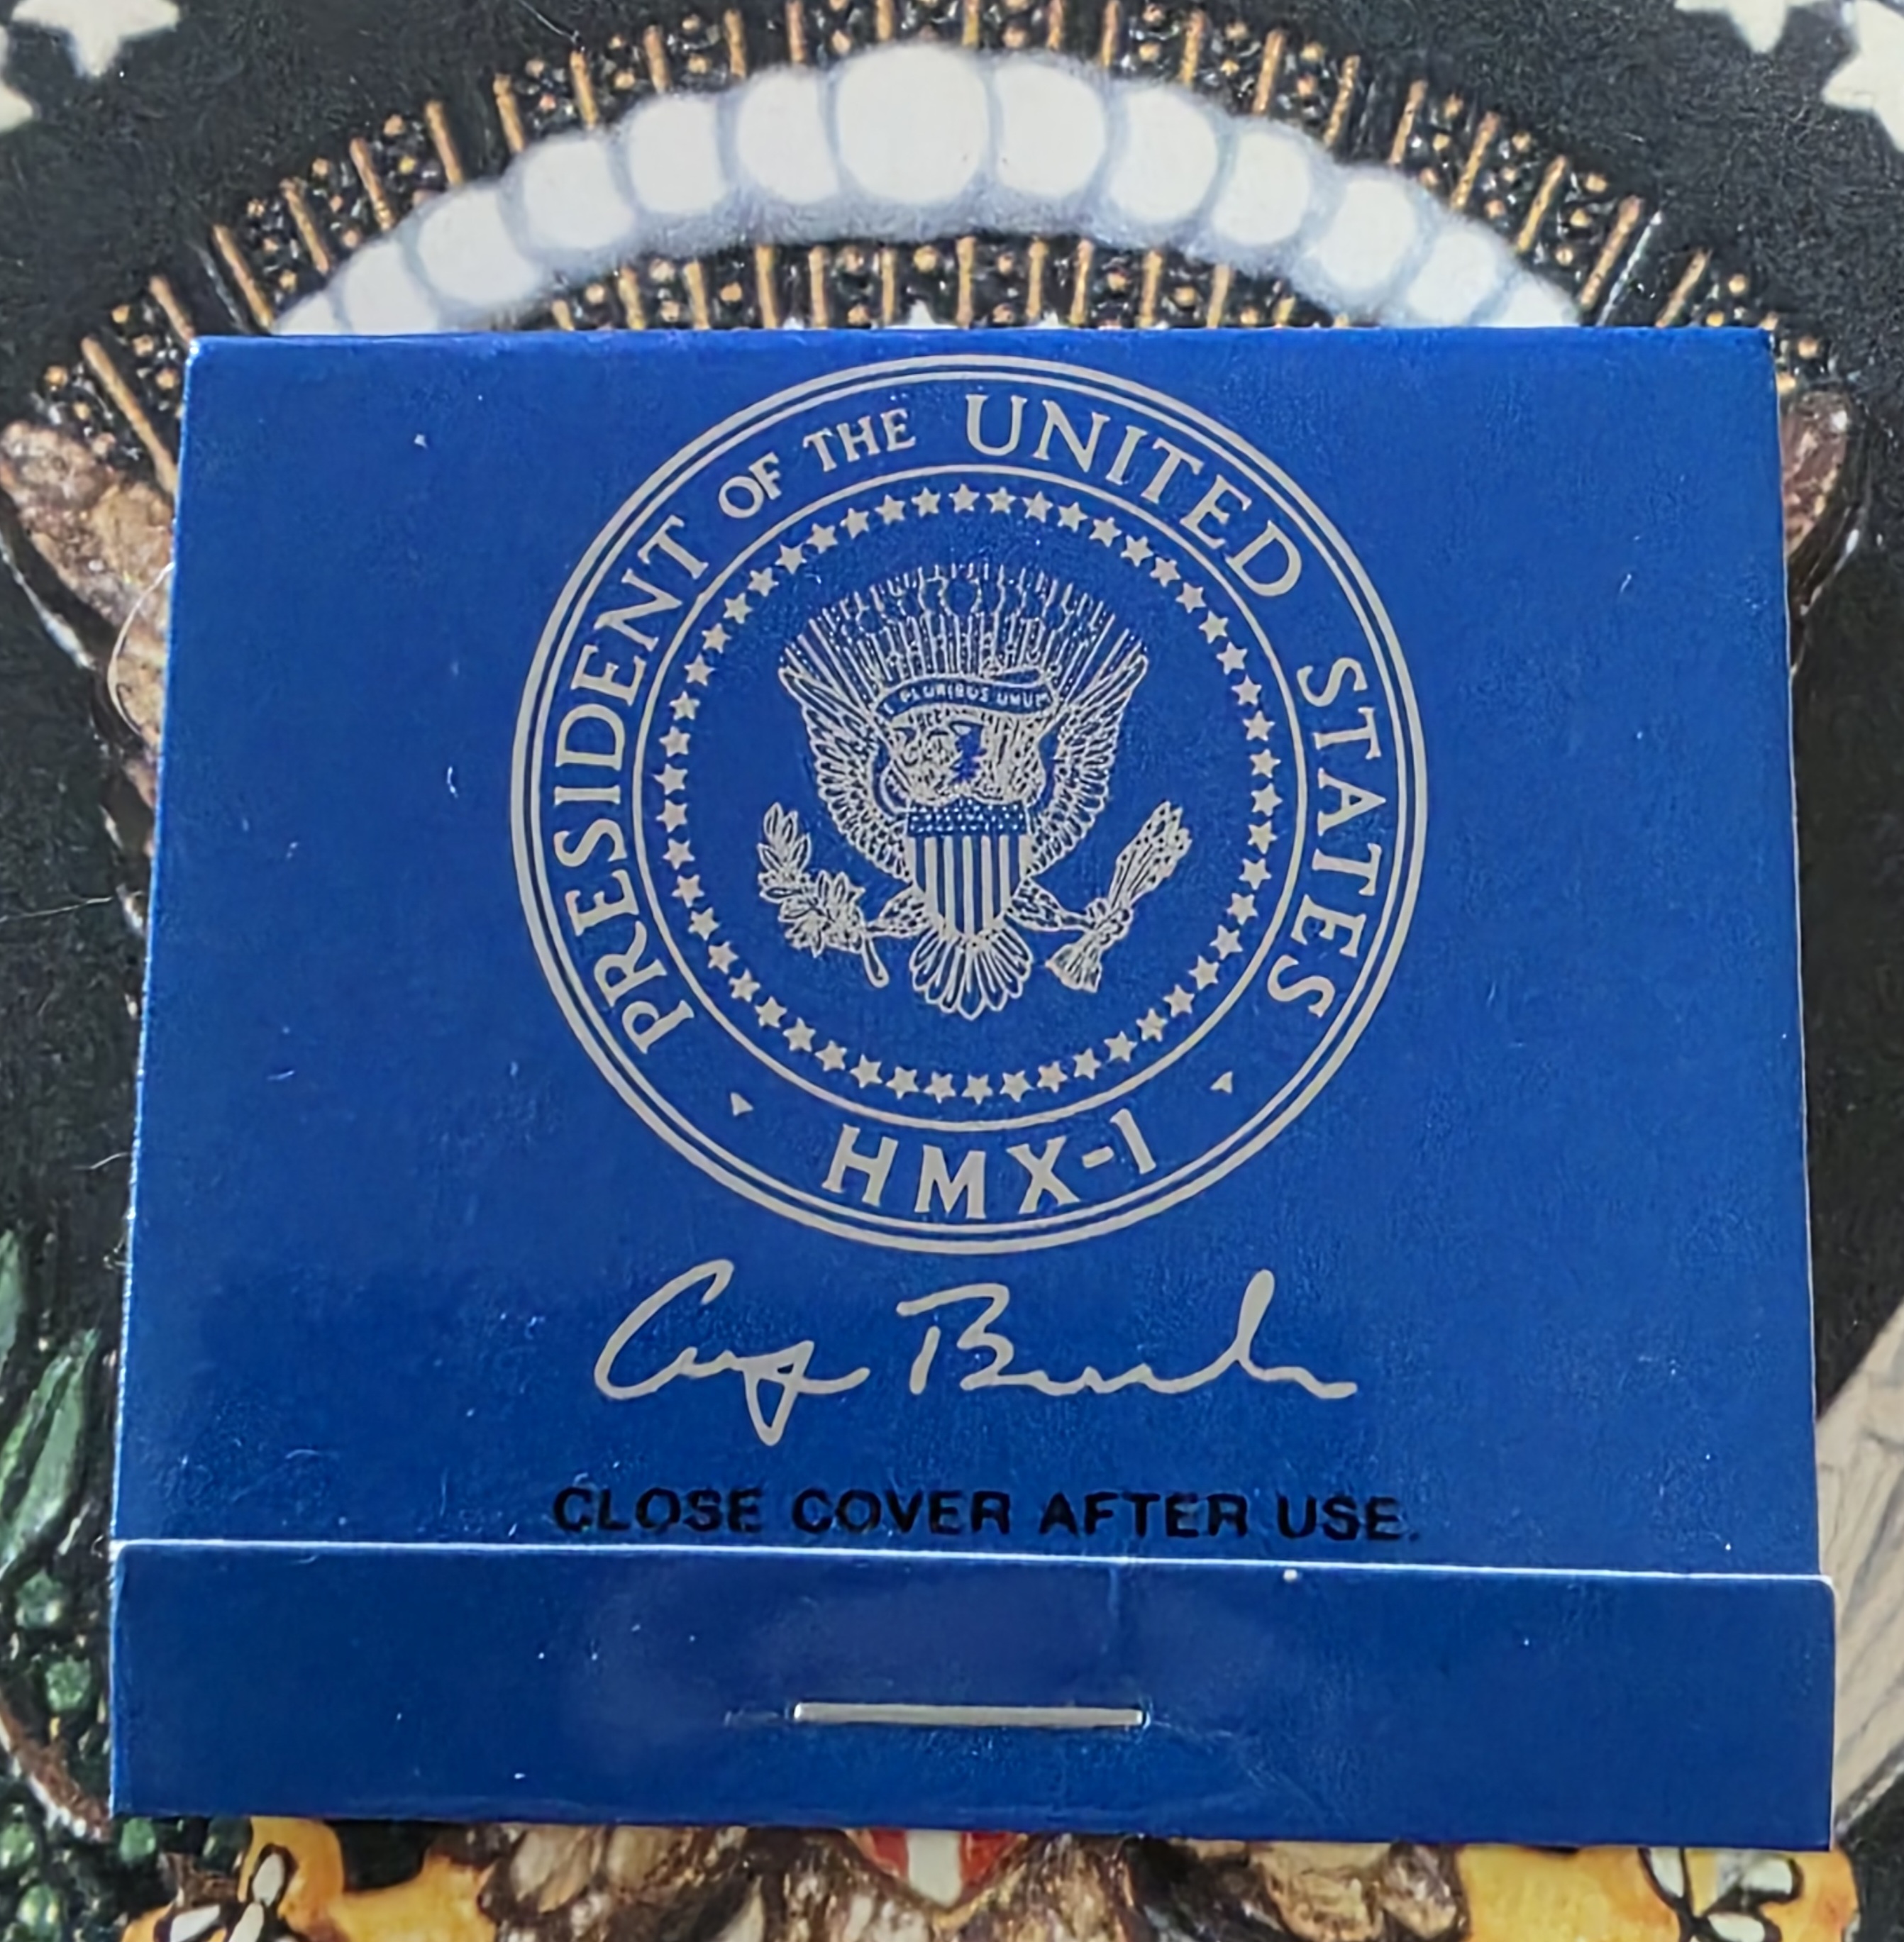 PRESIDENT OF THE UNITED STATES
PLURIBUS UNUM
HMX-1
George Bush
CLOSE COVER AFTER USE.